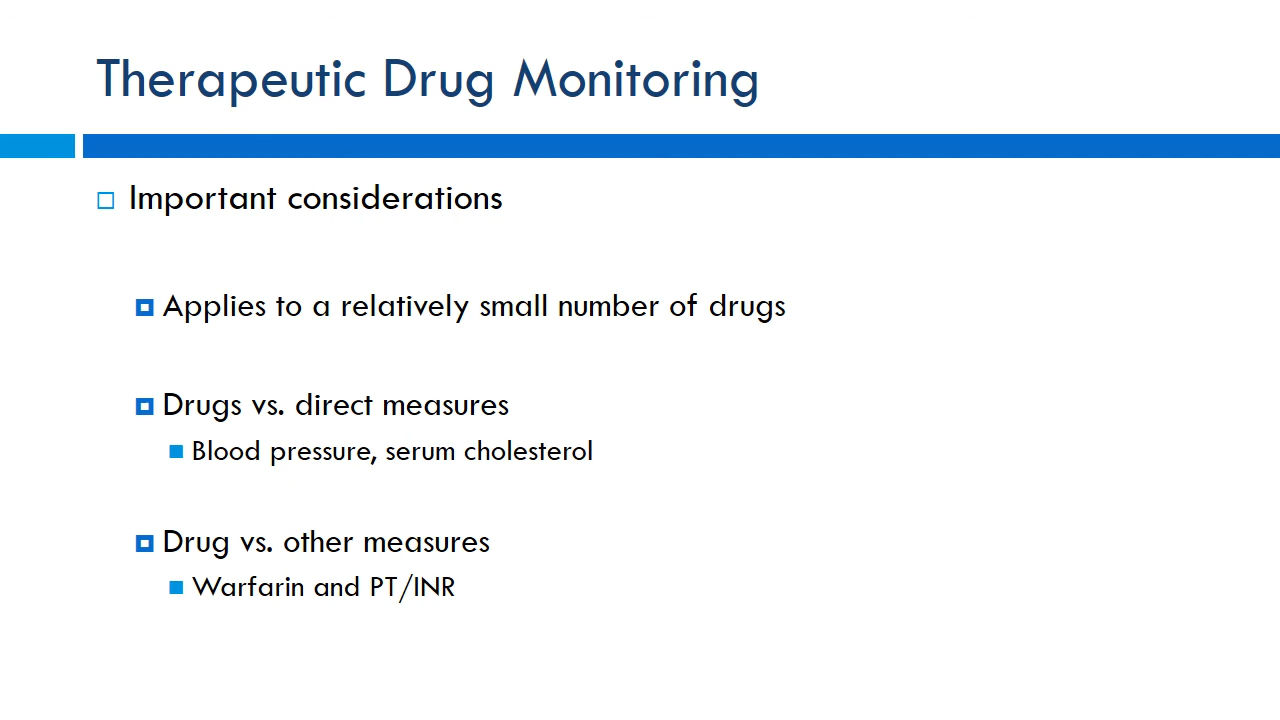 Therapeutic Drug Monitoring
Important considerations
Applies to a relatively small number of drugs
Drugs vs. direct measures
Blood pressure, serum cholesterol
Drug vs. other measures
Warfarin and PT/INR